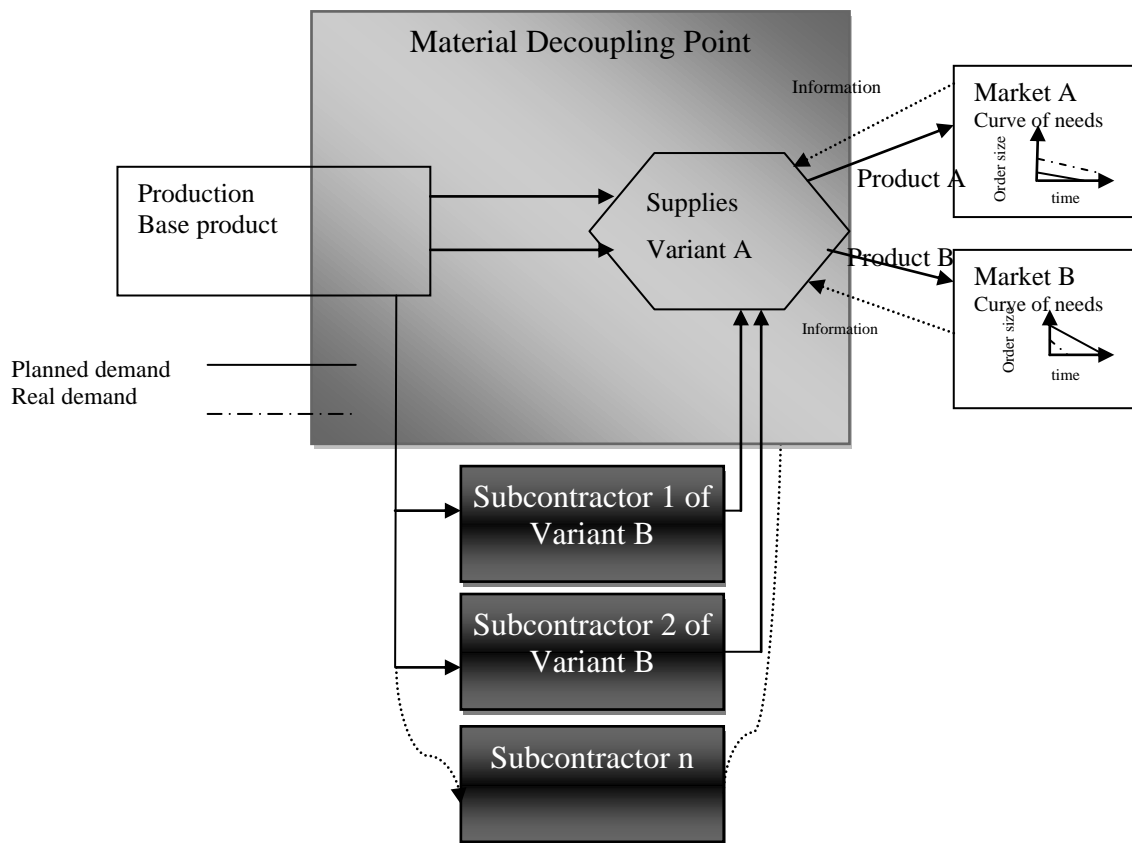 Material Decoupling Point
Information
Market A
Curve of needs
Order size
time
Production
Base product
Supplies
Variant A
Product A
Product B
Market B
Curve of needs
Order size
time
Information
Planned demand
Real demand
Subcontractor 1 of
Variant B
Subcontractor 2 of
Variant B
Subcontractor n